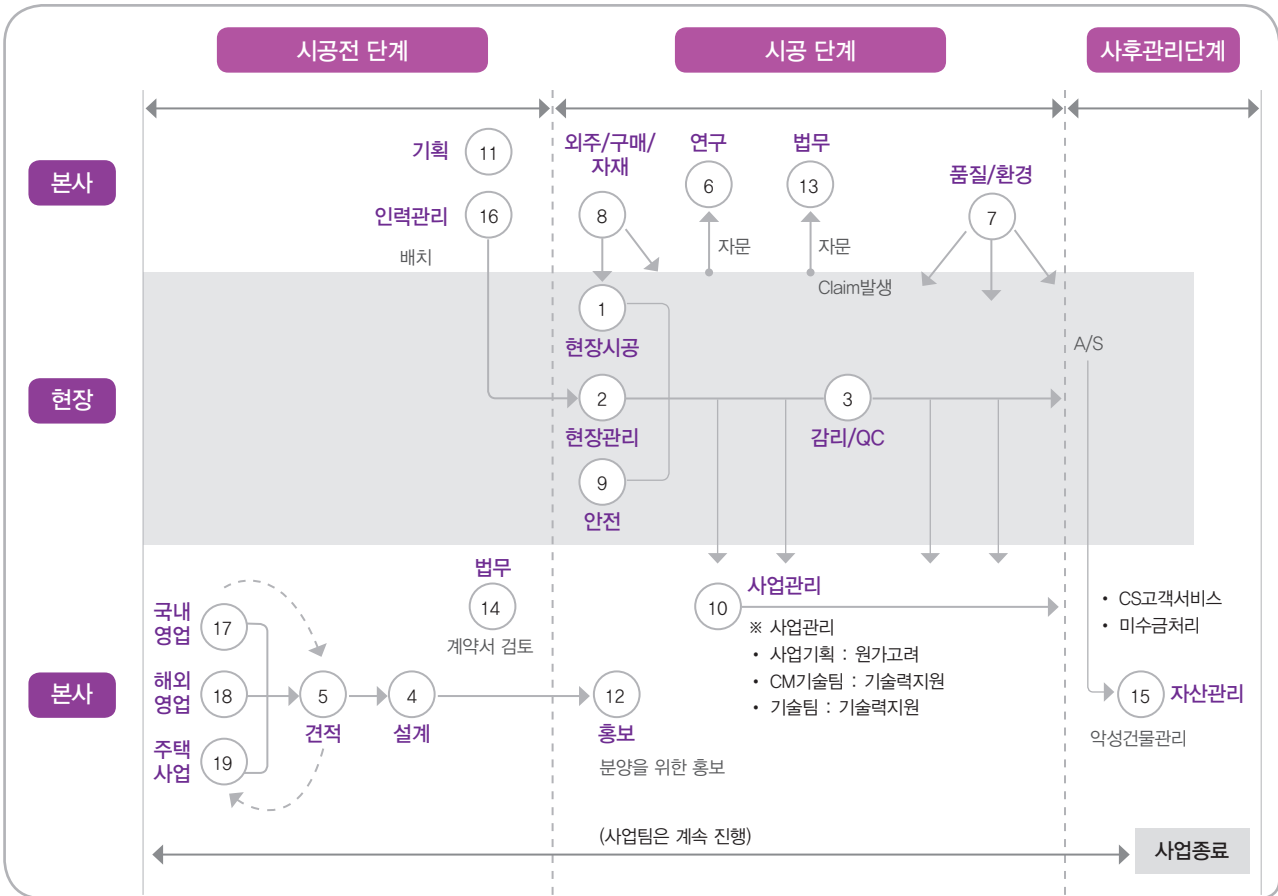 시공전 단계
시공 단계
사후관리단계
본사
기획
11
인력관리
16
배치
외주/구매/
자재
8
연구
6
자문
법무
13
자문
Claim발생
품질/환경
7
현장
1
현장시공
2
현장관리
9
안전
3
감리/QC
A/S
본사
국내
영업
17
해외
영업
18
주택
사업
19
5
견적
4
설계
법무
14
계약서 검토
12
홍보
분양을 위한 홍보
10
사업관리
※ 사업관리
• 사업기획 : 원가고려
• CM기술팀 : 기술력지원
• 기술팀 : 기술력지원
• CS고객서비스
• 미수금처리
15
자산관리
악성건물관리
(사업팀은 계속 진행)
사업종료